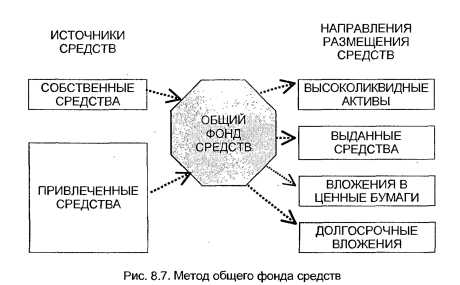 ИСТОЧНИКИ
СРЕДСТВ
НАПРАВЛЕНИЯ
РАЗМЕЩЕНИЯ
СРЕДСТВ
СОБСТВЕННЫЕ
СРЕДСТВА
ПРИВЛЕЧЕННЫЕ
СРЕДСТВА
ОБЩИЙ
ФОНД
СРЕДСТВ
ВЫСОКОЛИКВИДНЫЕ
АКТИВЫ
ВЫДАННЫЕ
СРЕДСТВА
ВЛОЖЕНИЯ В
ЦЕННЫЕ БУМАГИ
ДОЛГОСРОЧНЫЕ
ВЛОЖЕНИЯ
Рис. 8.7. Метод общего фонда средств